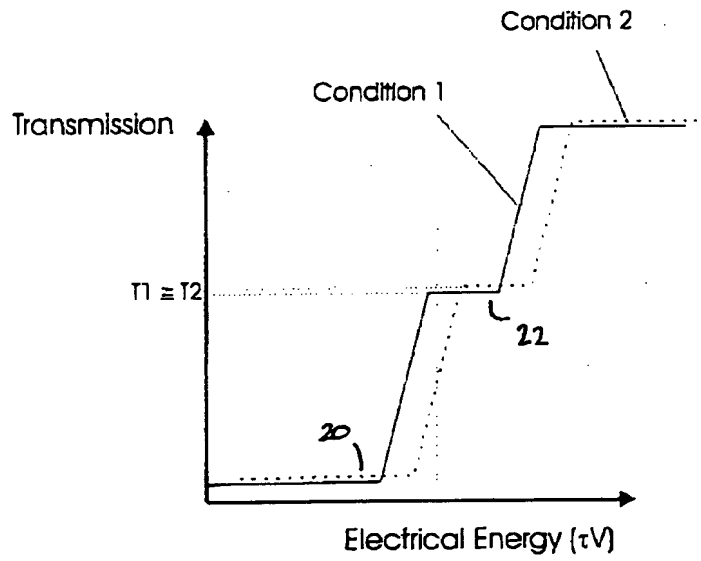 Condition 2
Condition 1
Transmission
T1 ≅ T2
22
20
Electrical Energy (τV)